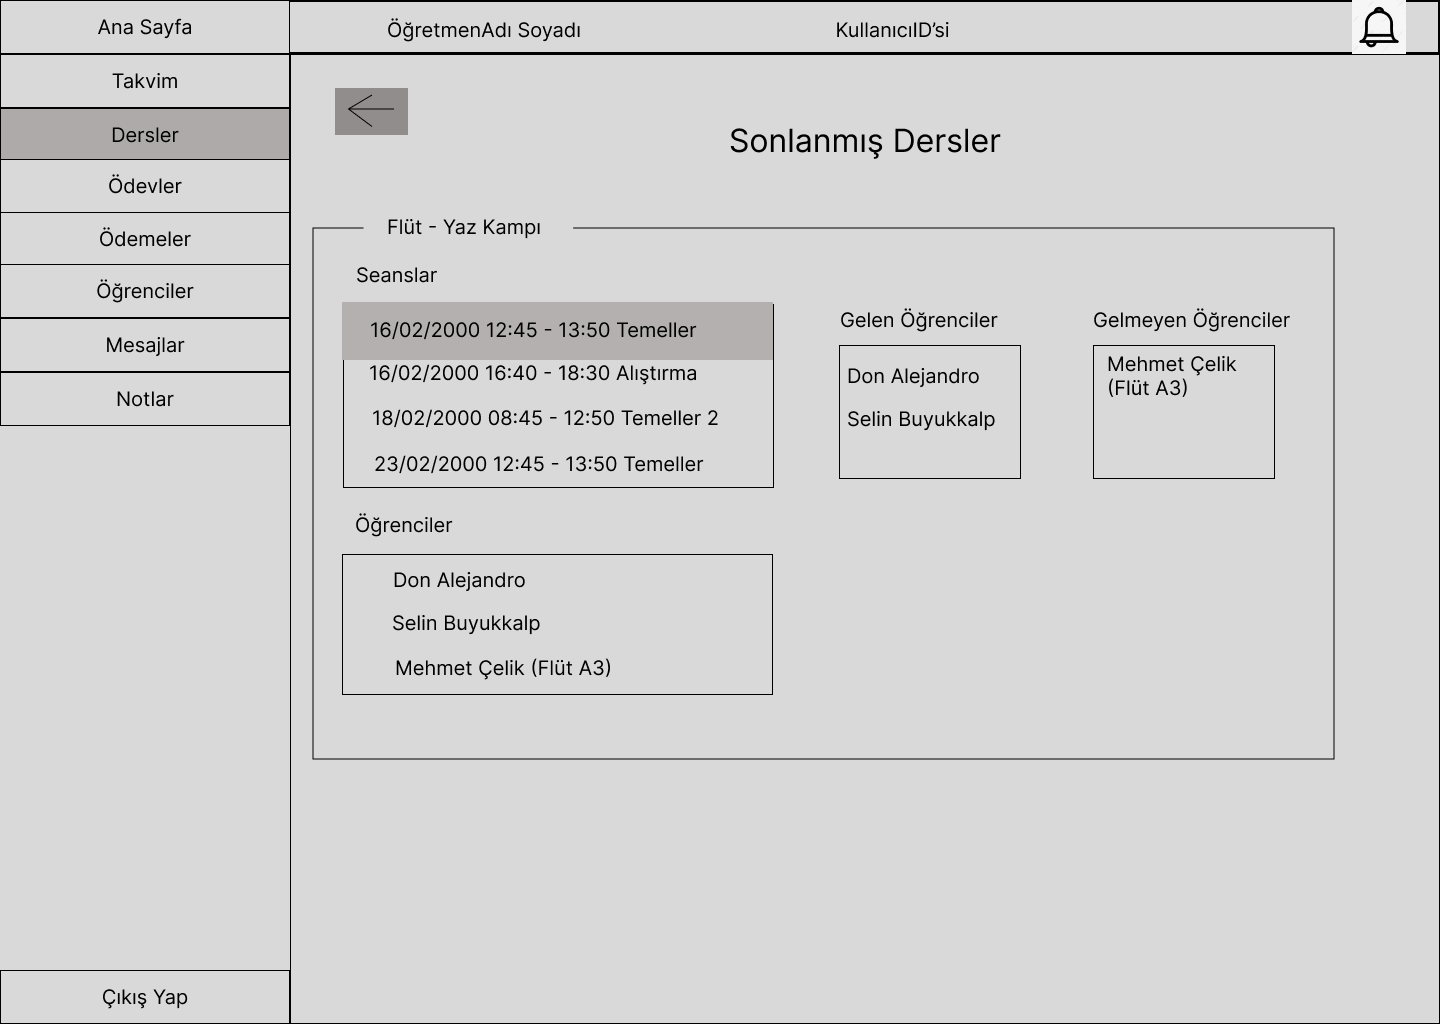 Ana Sayfa
ÖğretmenAdı Soyadı
KullanıcıID’si
Takvim
Dersler
Ödevler
Ödemeler
Öğrenciler
Mesajlar
Notlar
Çıkış Yap
Sonlanmış Dersler
Flüt - Yaz Kampı
Seanslar
16/02/2000 12:45 - 13:50 Temeller
16/02/2000 16:40 - 18:30 Alıştırma
18/02/2000 08:45 - 12:50 Temeller 2
23/02/2000 12:45 - 13:50 Temeller
Gelen Öğrenciler
Don Alejandro
Selin Buyukkalp
Gelmeyen Öğrenciler
Mehmet Çelik
(Flüt A3)
Öğrenciler
Don Alejandro
Selin Buyukkalp
Mehmet Çelik (Flüt A3)